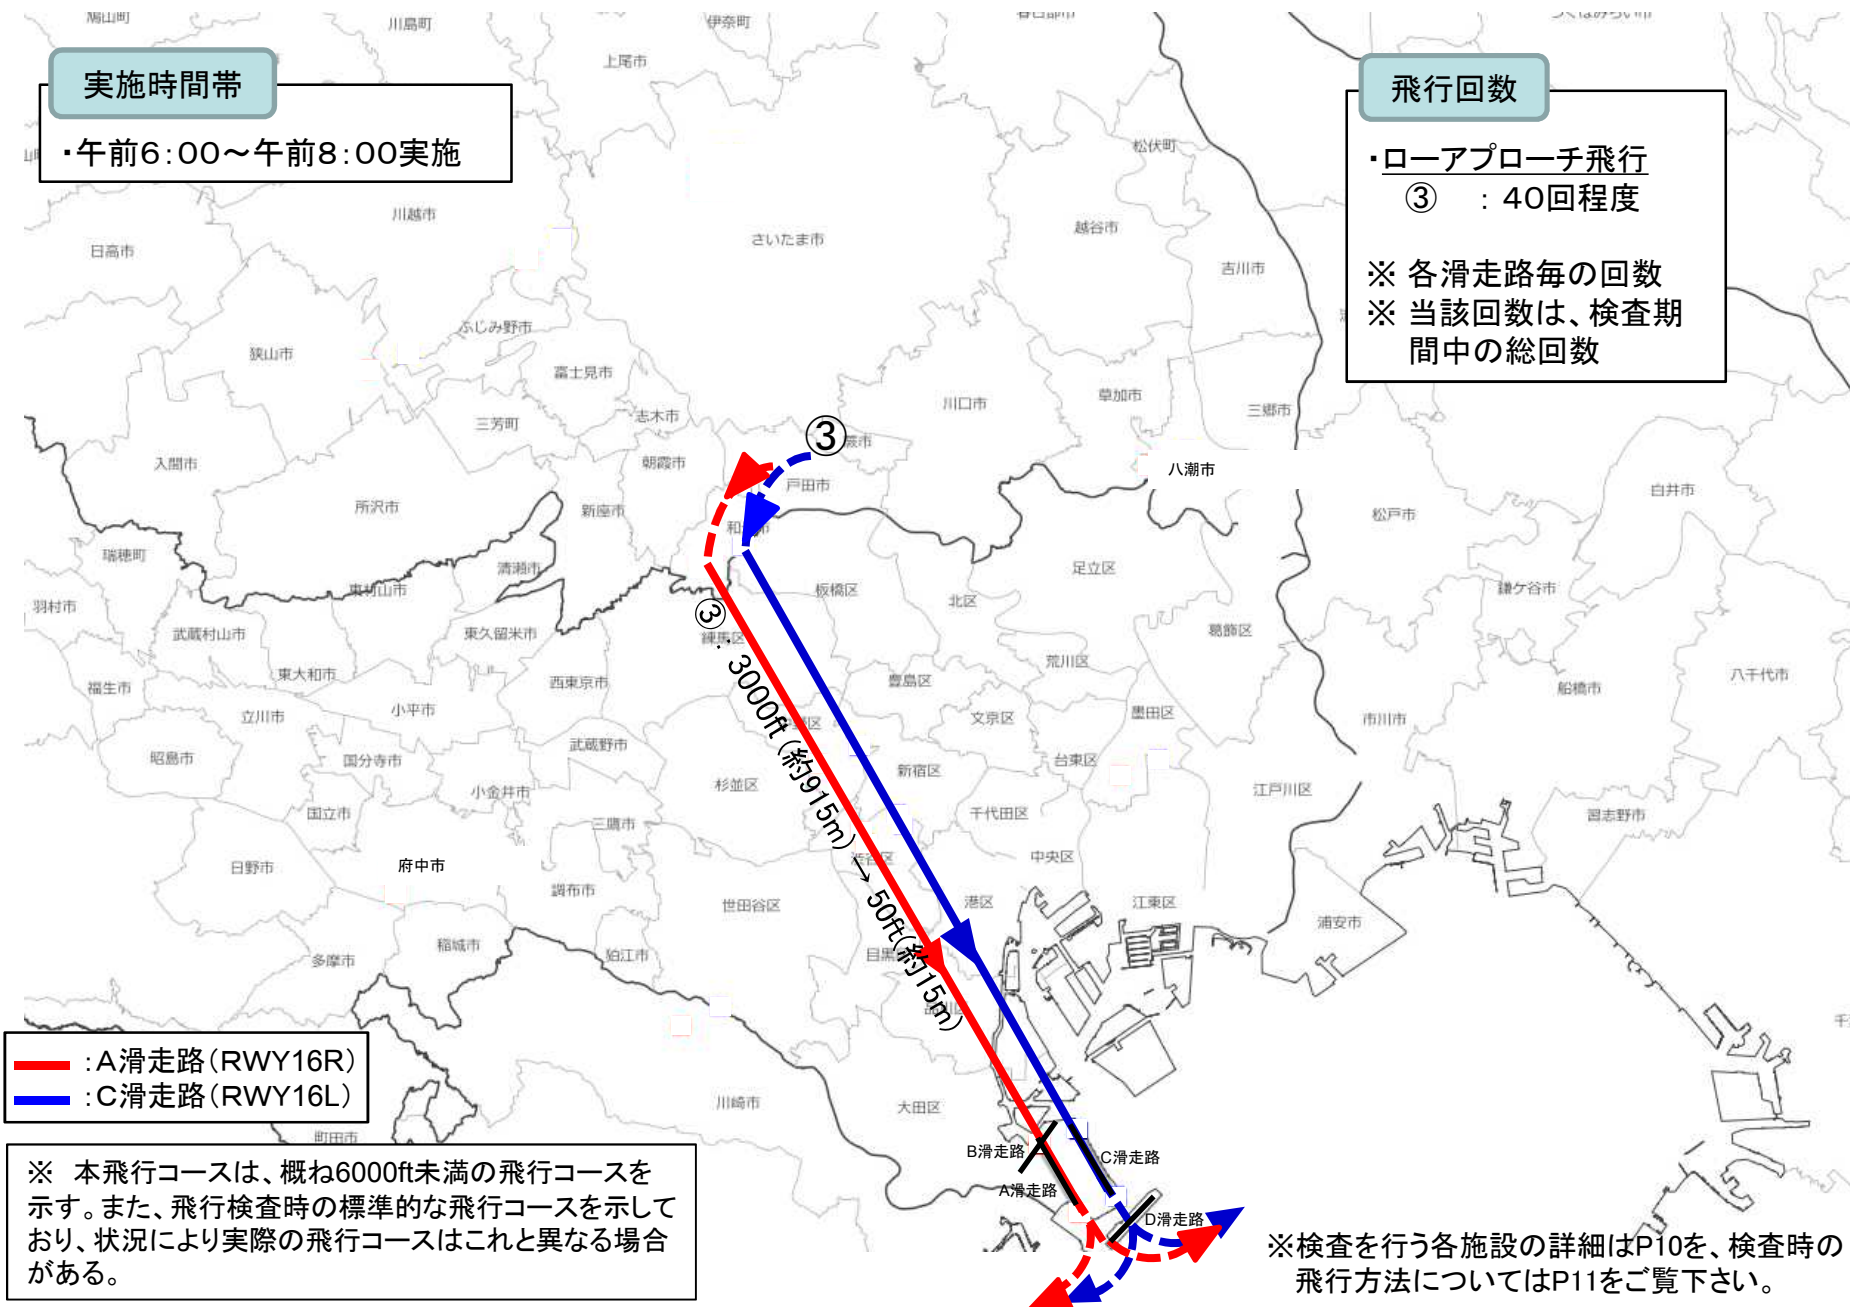 鳩山町
川島町
伊奈町
上尾市
実施時間帯
・午前6:00～午前8:00実施
飛行回数
・ローアプローチ飛行
③ : 40回程度
※ 各滑走路毎の回数
※ 当該回数は、検査期
間中の総回数
松伏町
川越市
さいたま市
越谷市
日高市
吉川市
ふじみ野市
狭山市
富士見市
川口市
草加市
三郷市
三芳町
志木市
③
蕨市
入間市
朝霞市
戸田市
八潮市
白井市
所沢市
新座市
松戸市
瑞穂町
清瀬市
足立区
東村山市
板橋区
北区
鎌ケ谷市
羽村市
武蔵村山市
東久留米市
練馬区
葛飾区
荒川区
東大和市
西東京市
豊島区
船橋市
八千代市
福生市
立川市
小平市
文京区
墨田区
市川市
昭島市
国分寺市
武蔵野市
台東区
杉並区
新宿区
小金井市
江戸川区
国立市
三鷹市
千代田区
習志野市
日野市
府中市
渋谷区
中央区
調布市
世田谷区
港区
江東区
浦安市
多摩市
稲城市
狛江市
③: 3000ft(約915m) → 50ft(約15m)
:A滑走路(RWY16R)
:C滑走路(RWY16L)
川崎市
大田区
町田市
B滑走路
C滑走路
A滑走路
D滑走路
※ 本飛行コースは、概ね6000ft未満の飛行コースを
示す。また、飛行検査時の標準的な飛行コースを示して
おり、状況により実際の飛行コースはこれと異なる場合
がある。
※検査を行う各施設の詳細はP10を、検査時の
飛行方法についてはP11をご覧下さい。